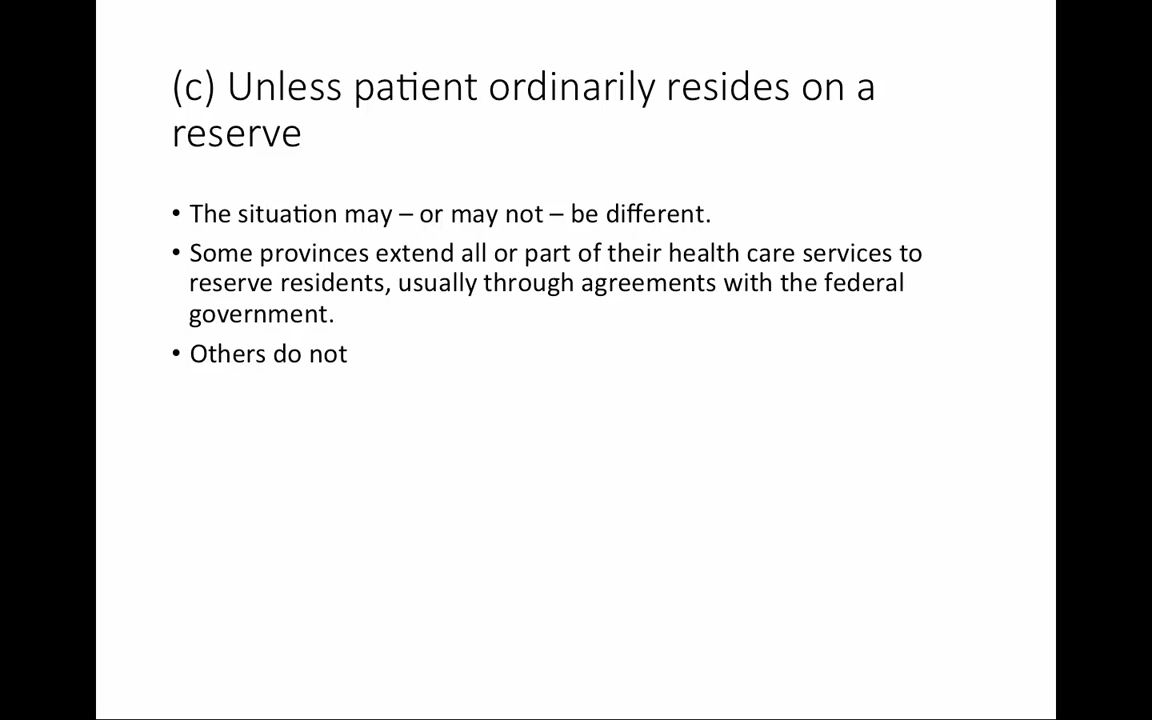 (c) Unless patient ordinarily resides on a
reserve
• The situation may – or may not – be different.
• Some provinces extend all or part of their health care services to
reserve residents, usually through agreements with the federal
government.
• Others do not